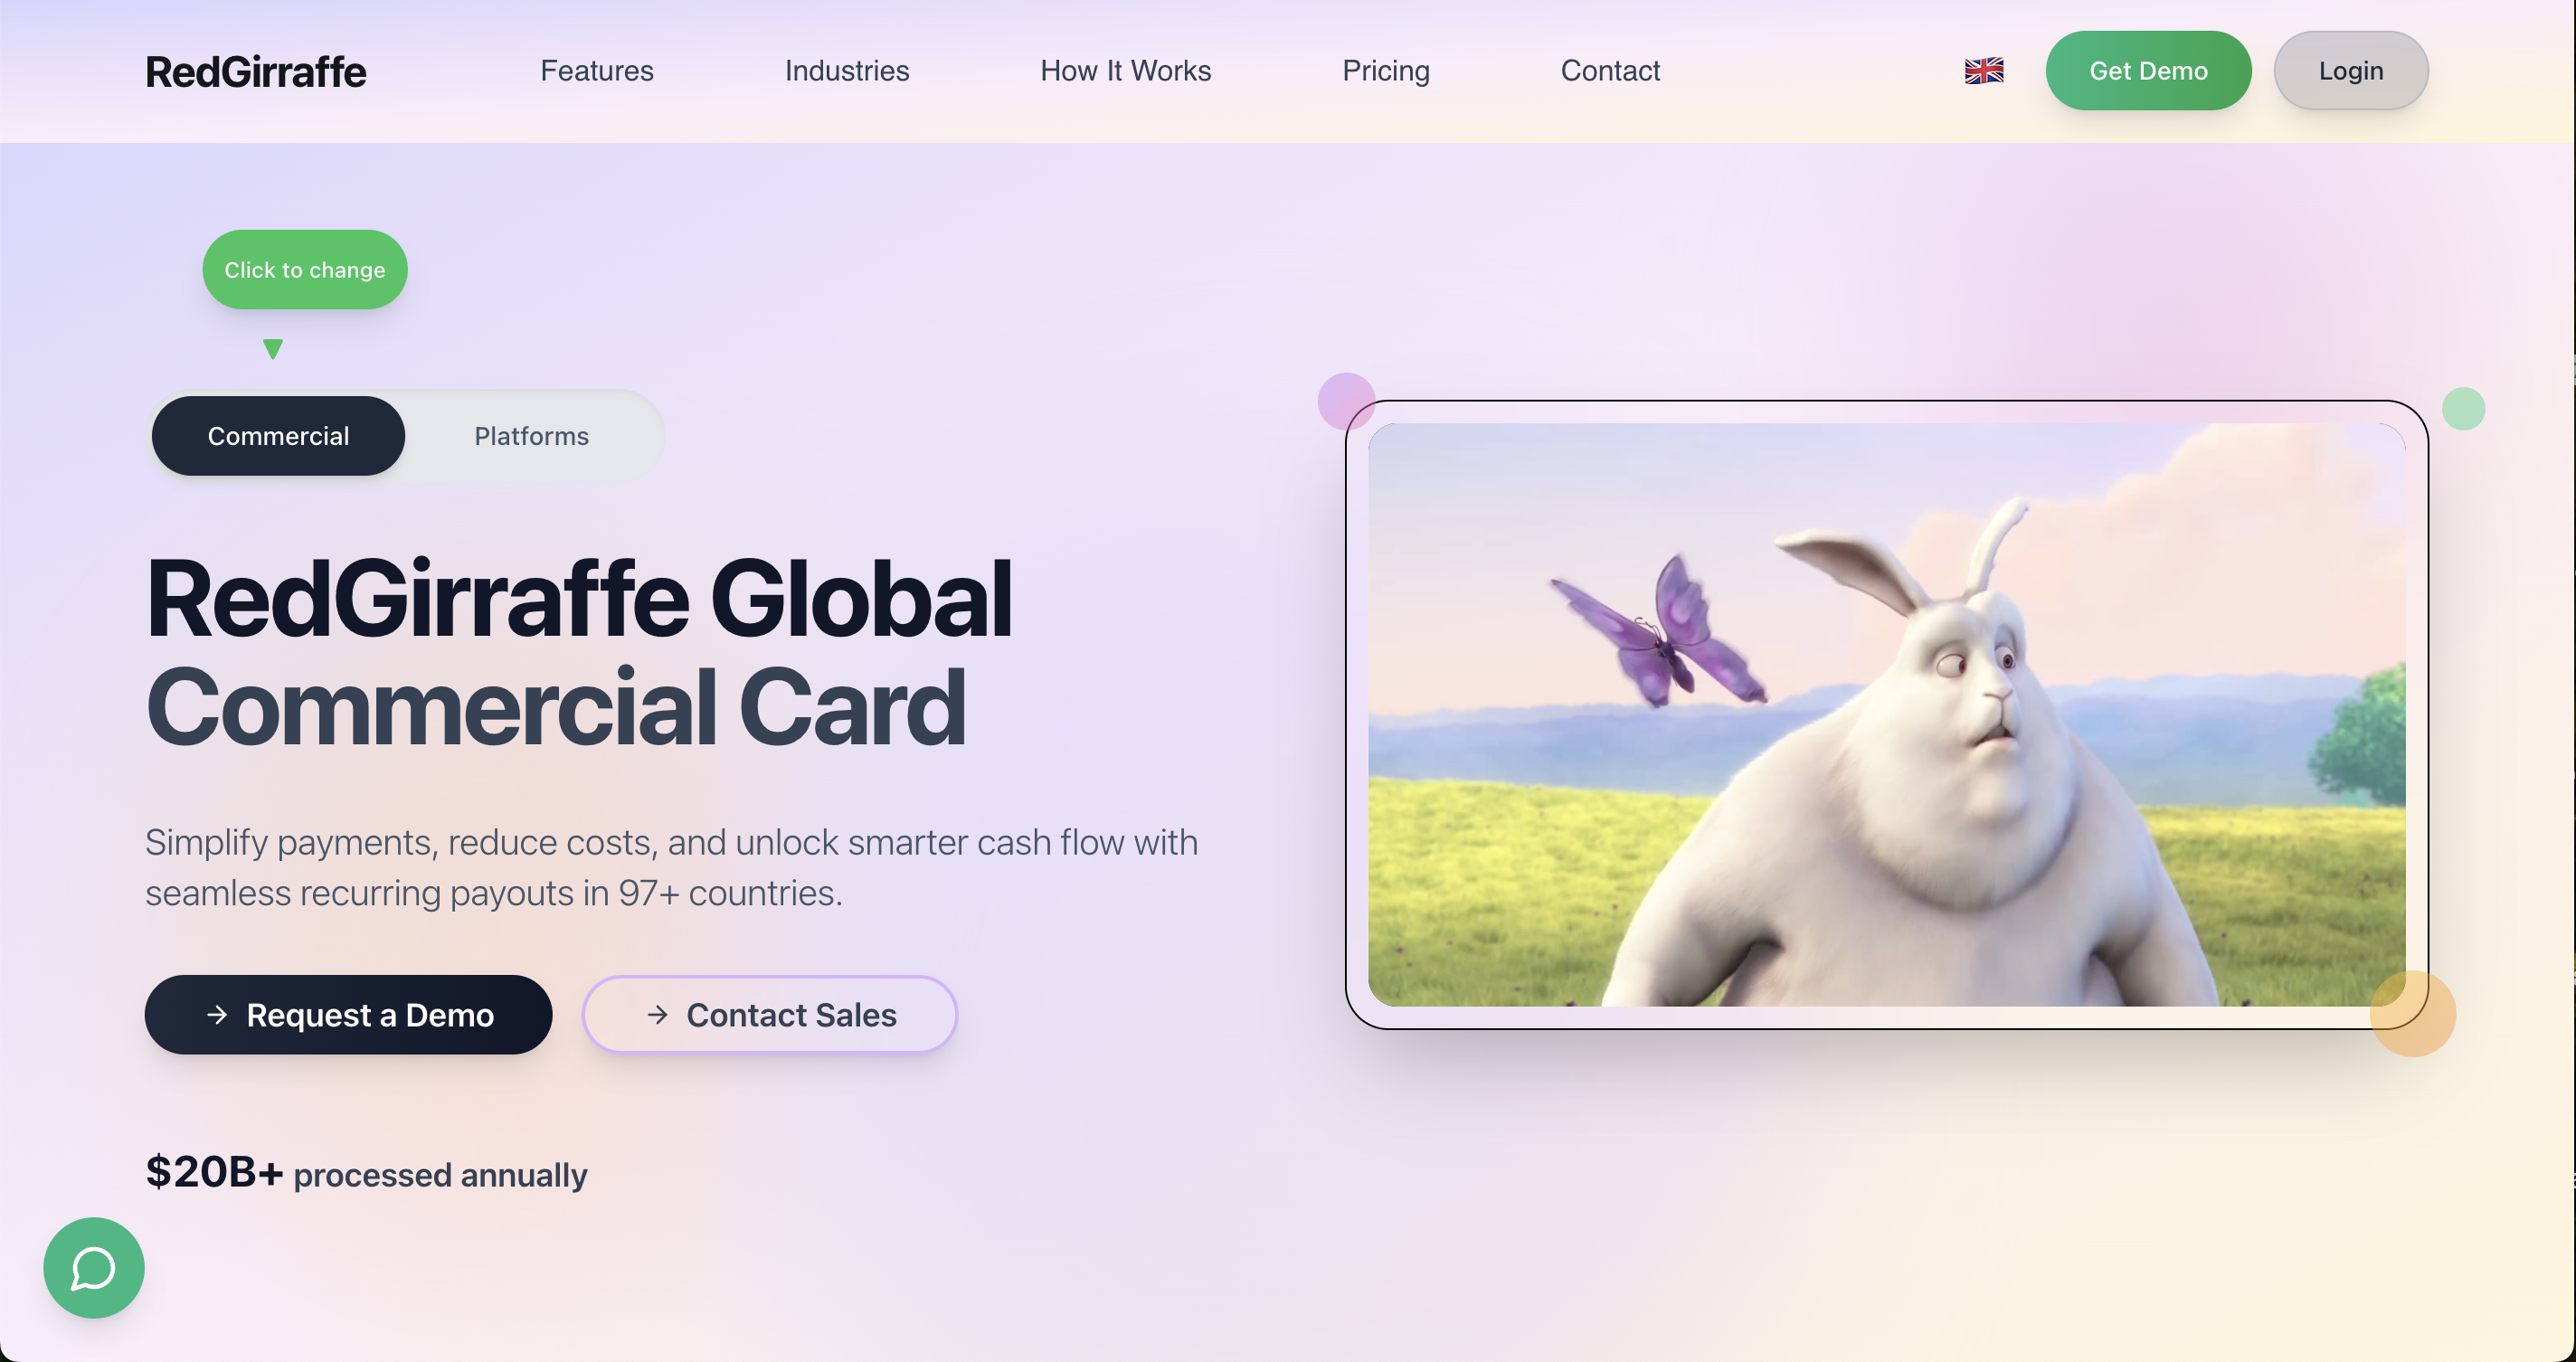 RedGirraffe
Features
Industries
How It Works
Pricing
Contact
Get Demo
Login
Click to change
Commercial
Platforms
RedGirraffe Global
Commercial Card
Simplify payments, reduce costs, and unlock smarter cash flow with
seamless recurring payouts in 97+ countries.
→ Request a Demo
→ Contact Sales
$20B+ processed annually